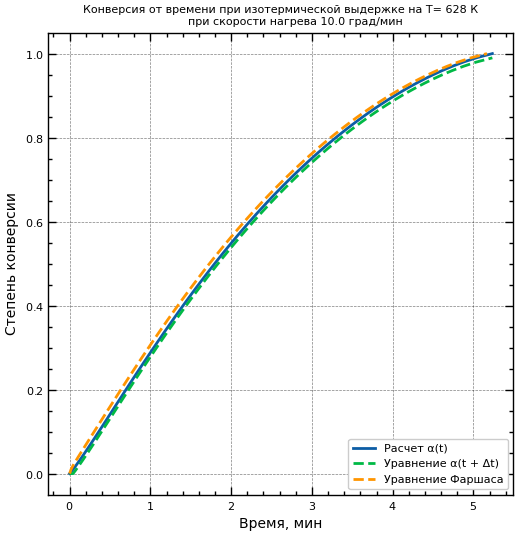 Конверсия от времени при изотермической выдержке на T= 628 К
при скорости нагрева 10.0 град/мин
Степень конверсии
1.0
0.8
0.6
0.4
0.2
0.0
Расчет α(t)
Уравнение α(t + Δt)
Уравнение Фаршаса
0 1 2 3 4 5
Время, мин